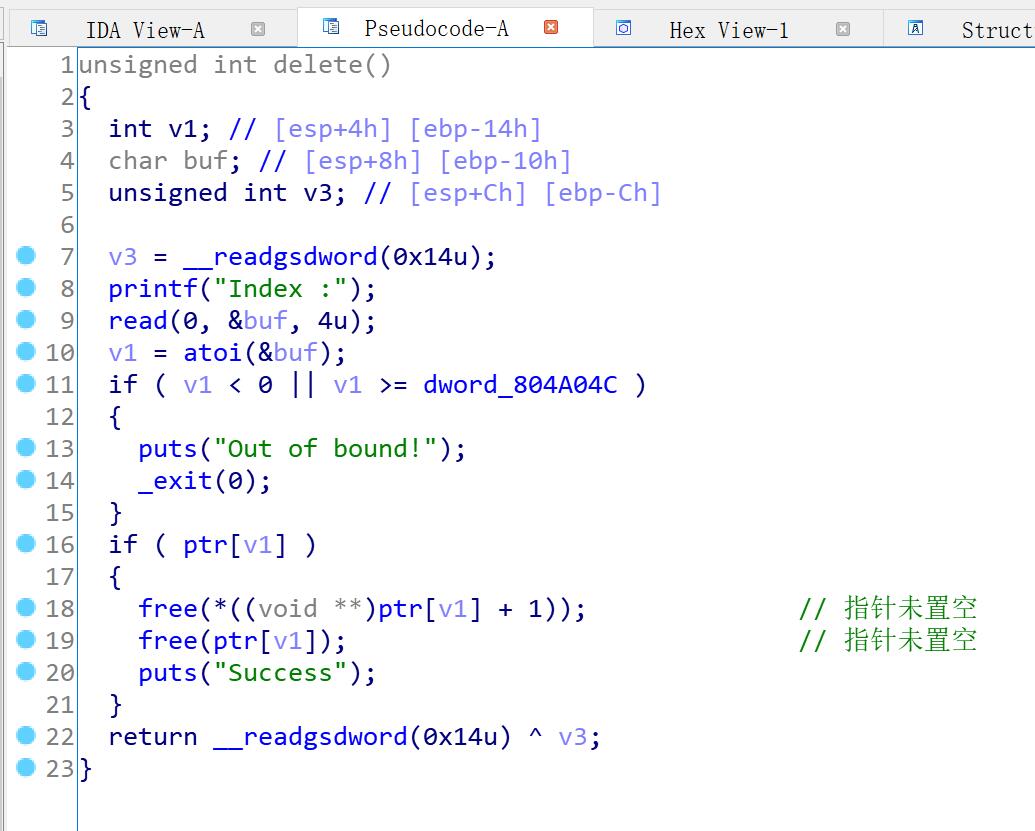 IDA View-A Pseudocode-A Hex View-1 Struct
1 unsigned int delete()
2 {
3 int v1; // [esp+4h] [ebp-14h]
4 char buf; // [esp+8h] [ebp-10h]
5 unsigned int v3; // [esp+Ch] [ebp-Ch]
6
7 v3 = __readgsdword(0x14u);
8 printf("Index :");
9 read(0, &buf, 4u);
10 v1 = atoi(&buf);
11 if ( v1 < 0 || v1 >= dword_804A04C )
12 {
13 puts("Out of bound!");
14 _exit(0);
15 }
16 if ( ptr[v1] )
17 {
18 free(*((void **)ptr[v1] + 1)); // 指针未置空
19 free(ptr[v1]); // 指针未置空
20 puts("Success");
21 }
22 return __readgsdword(0x14u) ^ v3;
23 }